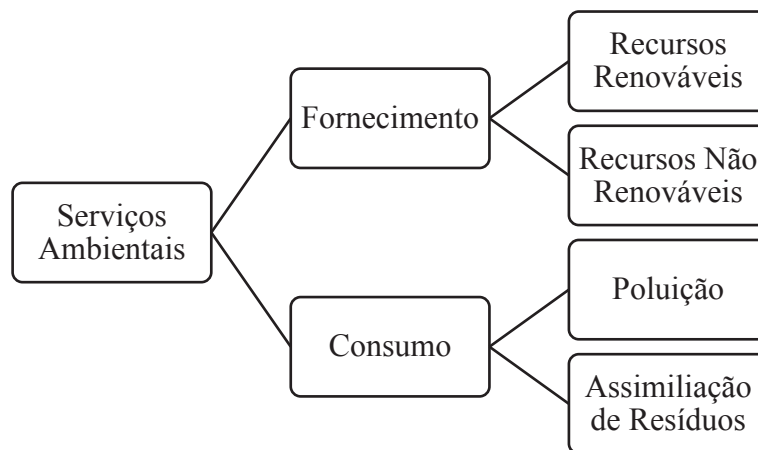 Serviços
Ambientais
Fornecimento
Recursos
Renováveis
Recursos Não
Renováveis
Consumo
Poluição
Assimiliação
de Resíduos